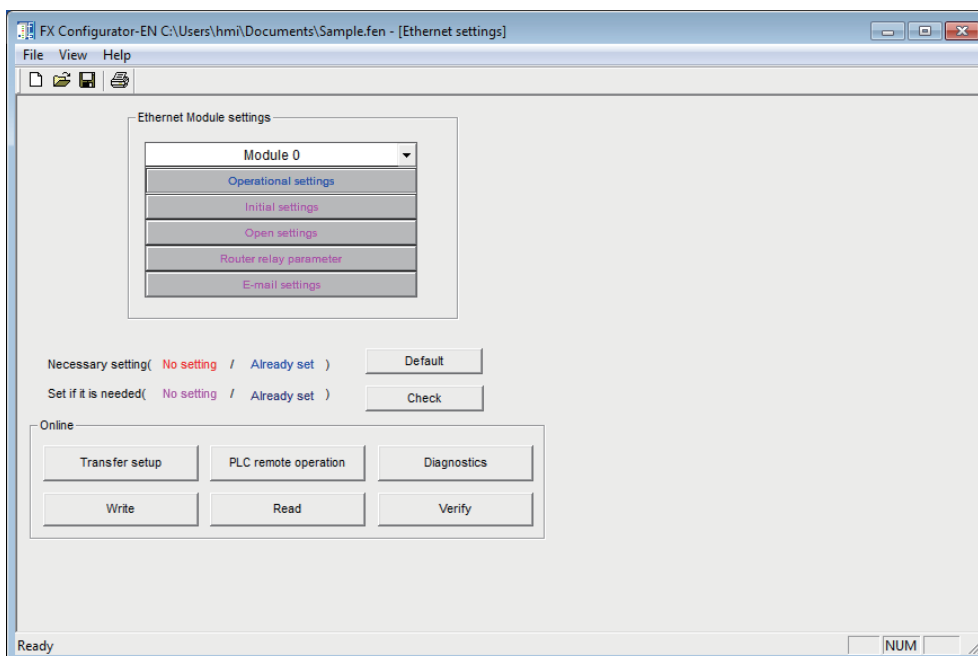 FX Configurator-EN C:\Users\hmi\Documents\Sample.fen - [Ethernet settings]
File View Help
Ethernet Module settings
Module 0
Operational settings
Initial settings
Open settings
Router relay parameter
E-mail settings
Necessary setting( No setting / Already set ) Default
Set if it is needed( No setting / Already set ) Check
Online
Transfer setup PLC remote operation Diagnostics
Write Read Verify
Ready NUM